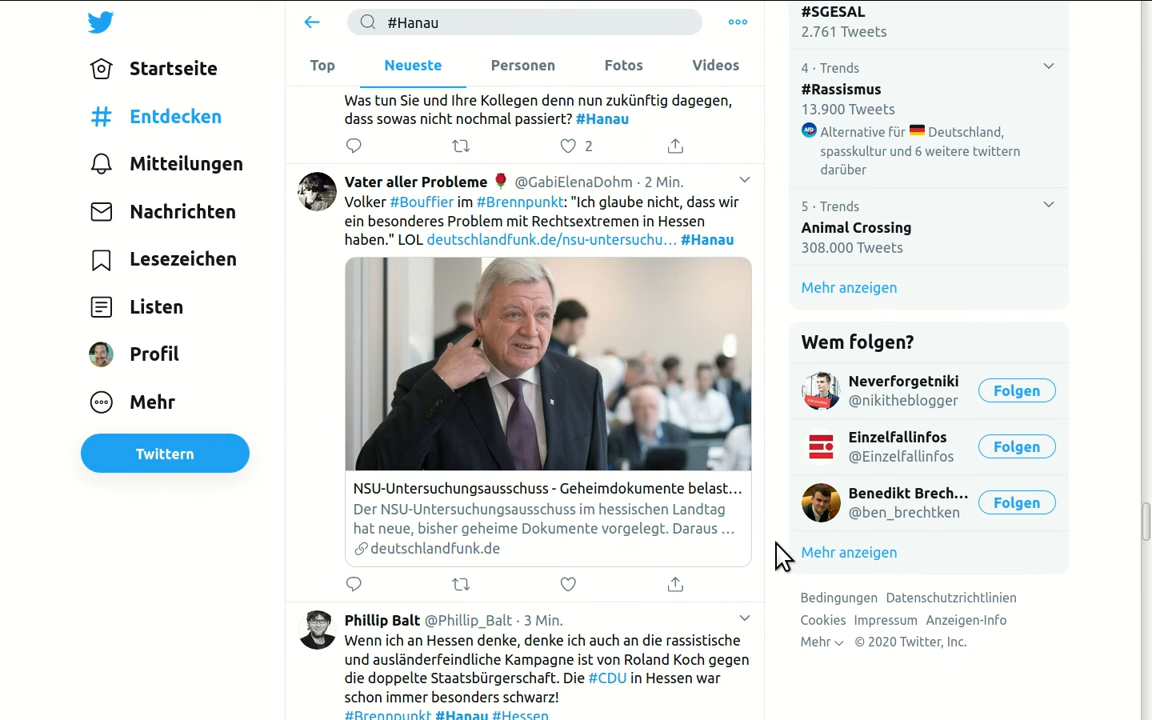 Startseite
Entdecken
Mitteilungen
Nachrichten
Lesezeichen
Listen
Profil
Mehr
Twittern
#Hanau
Top
Neueste
Personen
Fotos
Videos
Was tun Sie und Ihre Kollegen denn nun zukünftig dagegen,
dass sowas nicht nochmal passiert? #Hanau
2
Vater aller Probleme 🌹 @GabiElenaDohm · 2 Min.
Volker #Bouffier im #Brennpunkt: "Ich glaube nicht, dass wir
ein besonderes Problem mit Rechtsextremen in Hessen
haben." LOL deutschlandfunk.de/nsu-untersuchu… #Hanau
NSU-Untersuchungsausschuss - Geheimdokumente belast…
Der NSU-Untersuchungsausschuss im hessischen Landtag
hat neue, bisher geheime Dokumente vorgelegt. Daraus …
deutschlandfunk.de
Phillip Balt @Phillip_Balt · 3 Min.
Wenn ich an Hessen denke, denke ich auch an die rassistische
und ausländerfeindliche Kampagne ist von Roland Koch gegen
die doppelte Staatsbürgerschaft. Die #CDU in Hessen war
schon immer besonders schwarz!
#Brennpunkt #Hanau #Hessen
#SGESAL
2.761 Tweets
4 · Trends
#Rassismus
13.900 Tweets
AfD Alternative für 🇩🇪 Deutschland,
spasskultur und 6 weitere twittern
darüber
5 · Trends
Animal Crossing
308.000 Tweets
Mehr anzeigen
Wem folgen?
Neverforgetniki
@nikitheblogger
Folgen
Einzelfallinfos
@Einzelfallinfos
Folgen
Benedikt Brech…
@ben_brechtken
Folgen
Mehr anzeigen
Bedingungen Datenschutzrichtlinien
Cookies Impressum Anzeigen-Info
Mehr © 2020 Twitter, Inc.